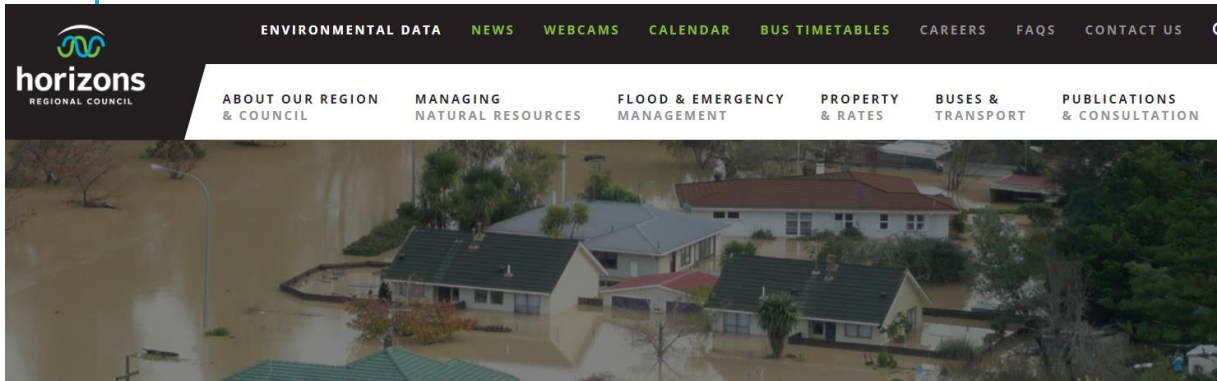 ENVIRONMENTAL DATA NEWS WEBCAMS CALENDAR BUS TIMETABLES CAREERS FAQS CONTACT US
horizons
REGIONAL COUNCIL
ABOUT OUR REGION
& COUNCIL
MANAGING
NATURAL RESOURCES
FLOOD & EMERGENCY
MANAGEMENT
PROPERTY
& RATES
BUSES &
TRANSPORT
PUBLICATIONS
& CONSULTATION